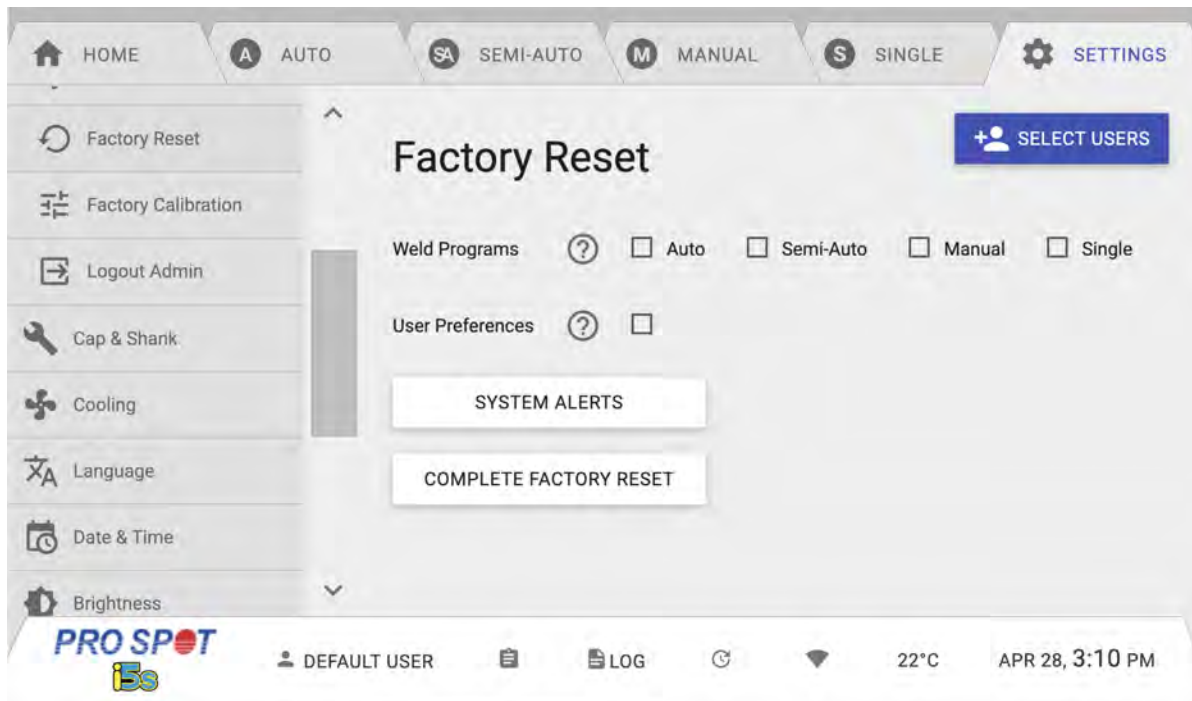 HOME
A AUTO
SA SEMI-AUTO
M MANUAL
S SINGLE
SETTINGS
Factory Reset
Factory Calibration
Logout Admin
Cap & Shank
Cooling
Language
Date & Time
Brightness
Factory Reset
SELECT USERS
Weld Programs ? Auto Semi-Auto Manual Single
User Preferences ?
SYSTEM ALERTS
COMPLETE FACTORY RESET
PRO SPOT
i5s
DEFAULT USER LOG 22°C APR 28, 3:10 PM